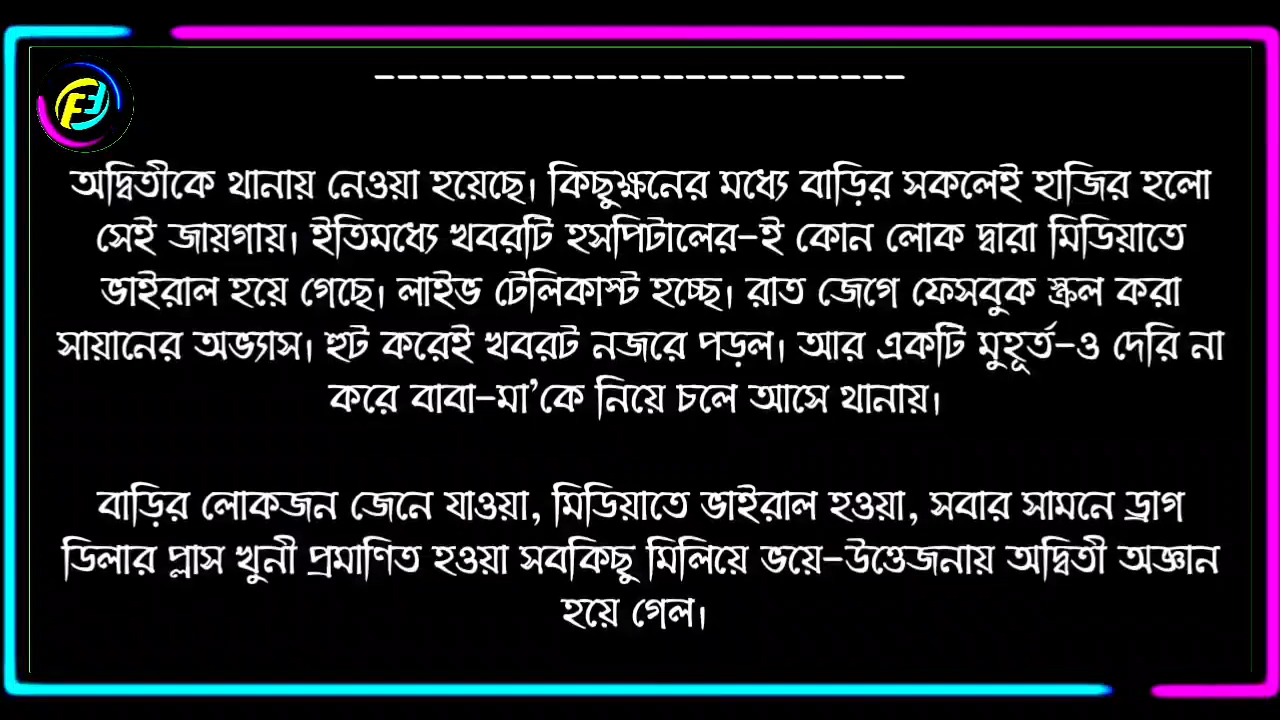 -------------------------
অদ্বিতীকে থানায় নেওয়া হয়েছে। কিছুক্ষনের মধ্যে বাড়ির সকলেই হাজির হলো
সেই জায়গায়। ইতিমধ্যে খবরটি হসপিটালের-ই কোন লোক দ্বারা মিডিয়াতে
ভাইরাল হয়ে গেছে। লাইভ টেলিকাস্ট হচ্ছে। রাত জেগে ফেসবুক স্ক্রল করা
সায়ানের অভ্যাস। হুট করেই খবরট নজরে পড়ল। আর একটি মুহূর্ত-ও দেরি না
করে বাবা-মা’কে নিয়ে চলে আসে থানায়।
বাড়ির লোকজন জেনে যাওয়া, মিডিয়াতে ভাইরাল হওয়া, সবার সামনে ড্রাগ
ডিলার প্লাস খুনী প্রমাণিত হওয়া সবকিছু মিলিয়ে ভয়ে-উত্তেজনায় অদ্বিতী অজ্ঞান
হয়ে গেল।